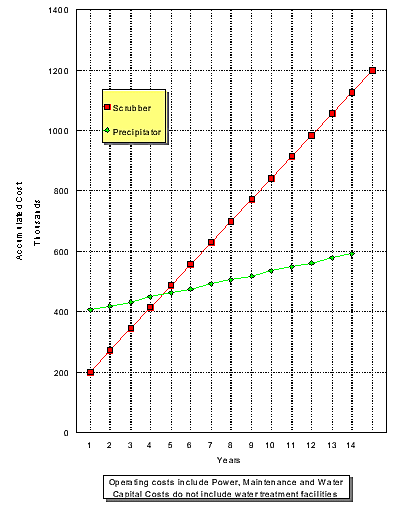 1400
1200
1000
800
600
400
200
0
Scrubber
Precipitator
Accumulated Cost
Thousands
1 2 3 4 5 6 7 8 9 10 11 12 13 14
Years
Operating costs include Power, Maintenance and Water
Capital Costs do not include water treatment facilities